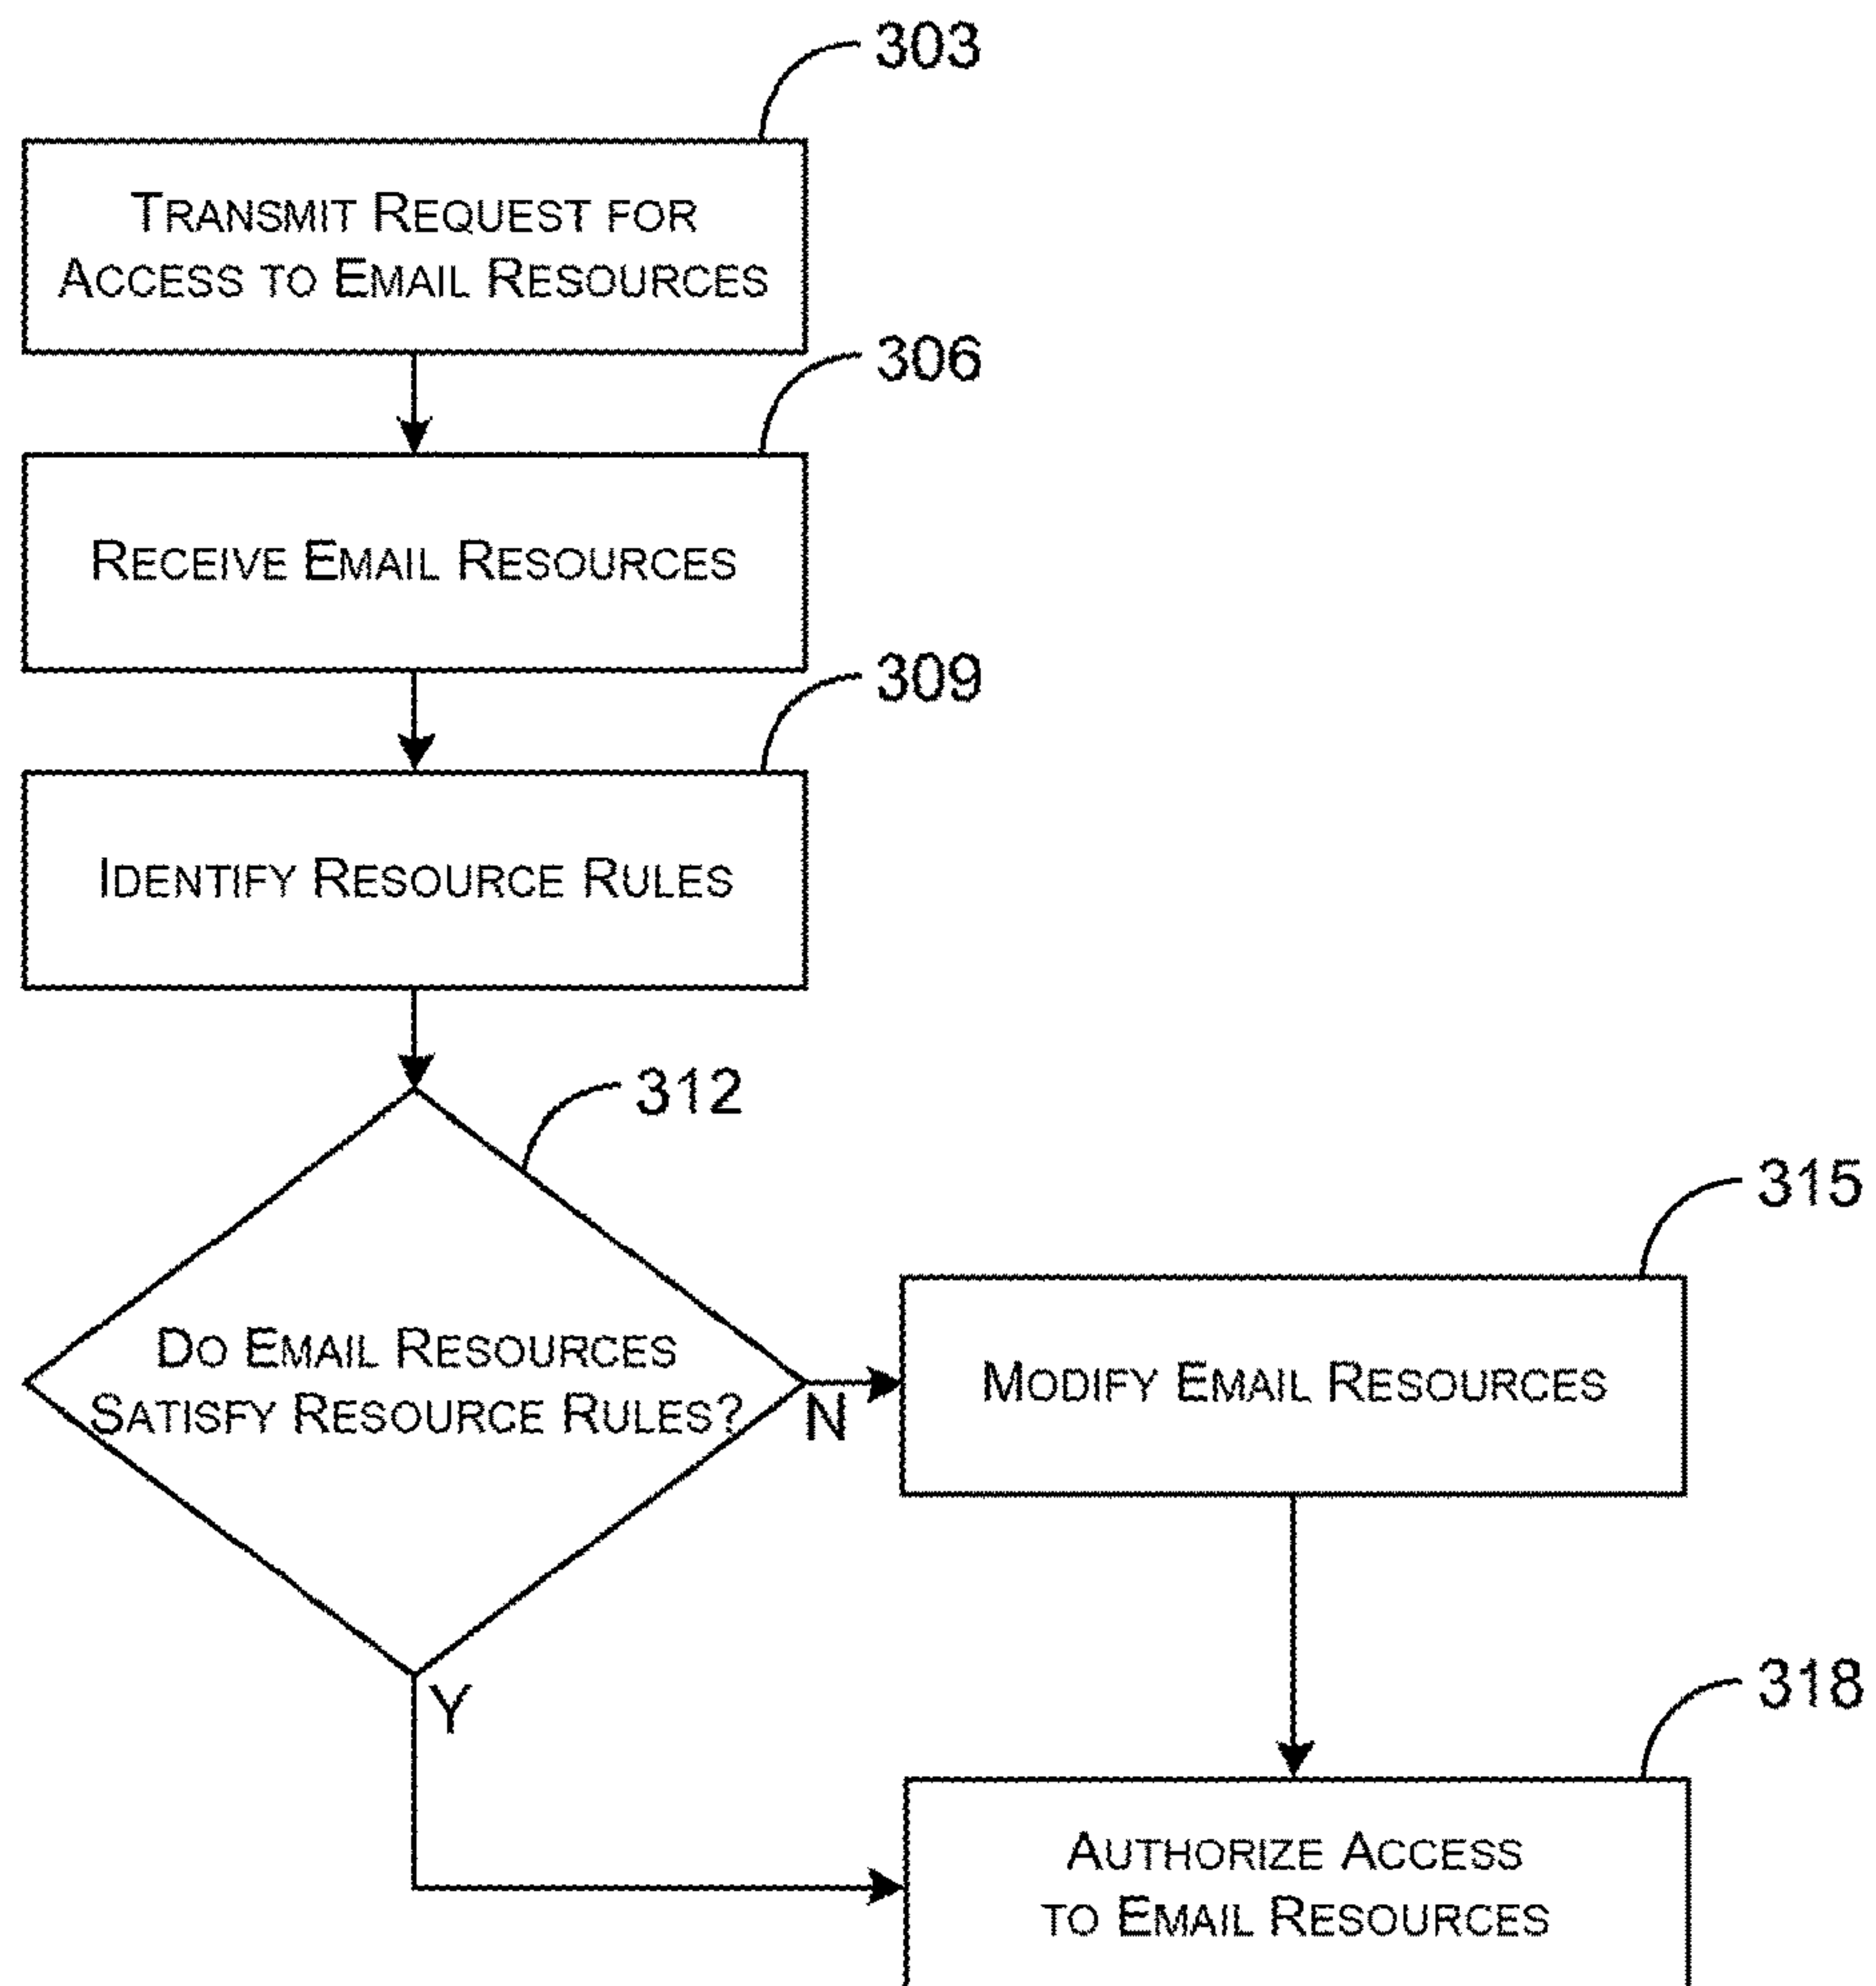 303
TRANSMIT REQUEST FOR
ACCESS TO EMAIL RESOURCES
306
RECEIVE EMAIL RESOURCES
309
IDENTIFY RESOURCE RULES
312
DO EMAIL RESOURCES
SATISFY RESOURCE RULES?
N
315
MODIFY EMAIL RESOURCES
Y
318
AUTHORIZE ACCESS
TO EMAIL RESOURCES